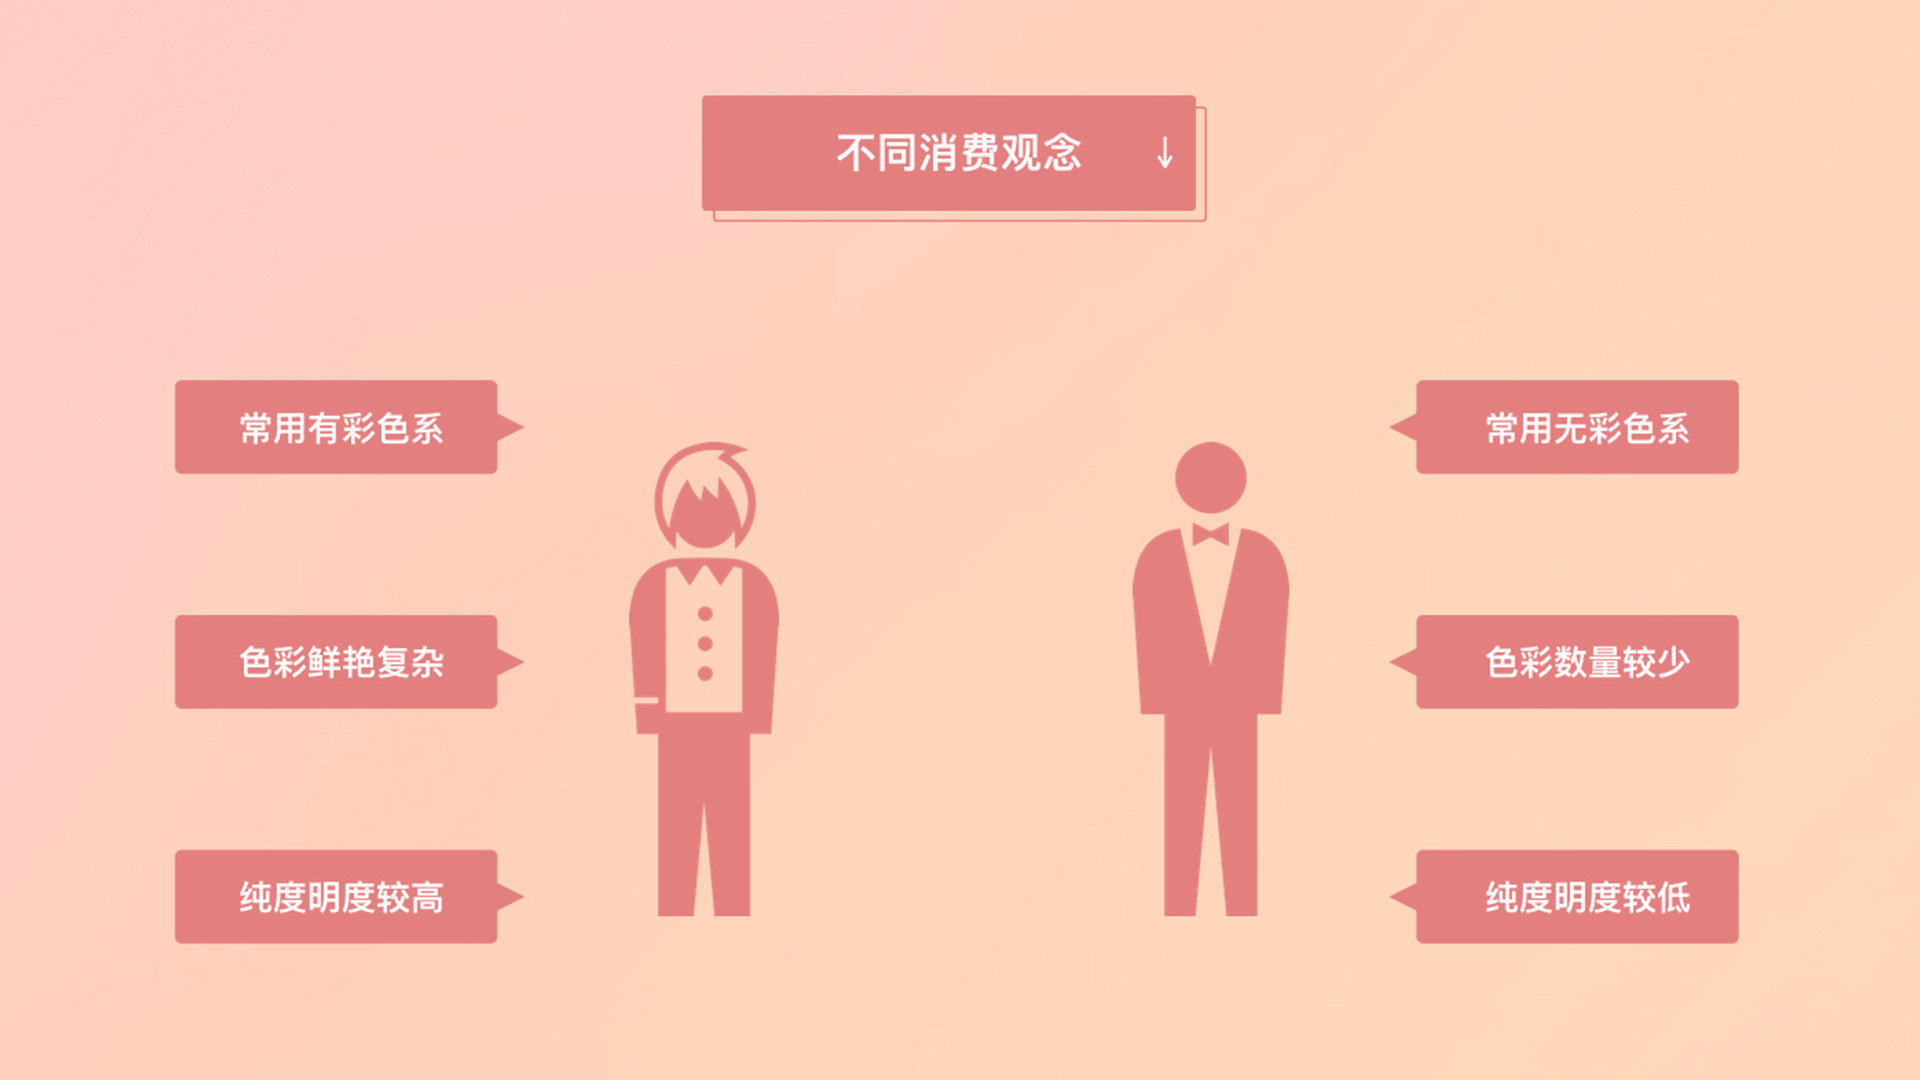 不同消费观念 ↓
常用有彩色系
常用无彩色系
色彩鲜艳复杂
色彩数量较少
纯度明度较高
纯度明度较低